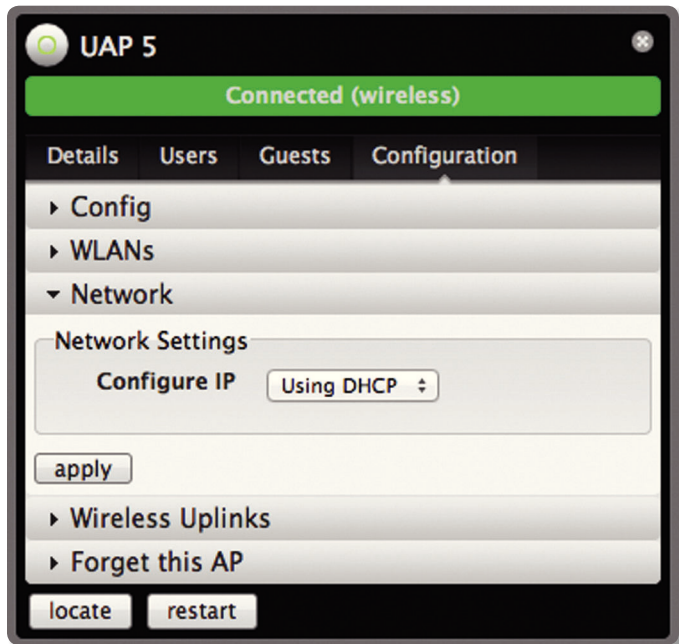 UAP 5
Connected (wireless)
Details Users Guests Configuration
Config
WLANs
Network
Network Settings
Configure IP Using DHCP
apply
Wireless Uplinks
Forget this AP
locate restart